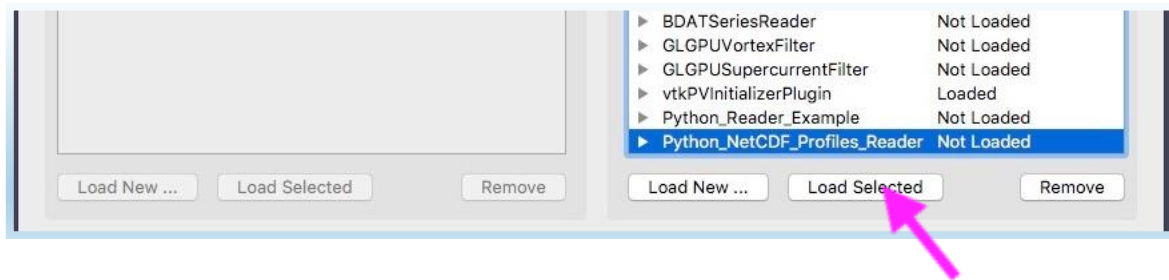 BDATSeriesReader Not Loaded
GLGPUVortexFilter Not Loaded
GLGPUSupercurrentFilter Not Loaded
vtkPVInitializerPlugin Loaded
Python_Reader_Example Not Loaded
Python_NetCDF_Profiles_Reader Not Loaded
Load New ... Load Selected Remove Load New ... Load Selected Remove